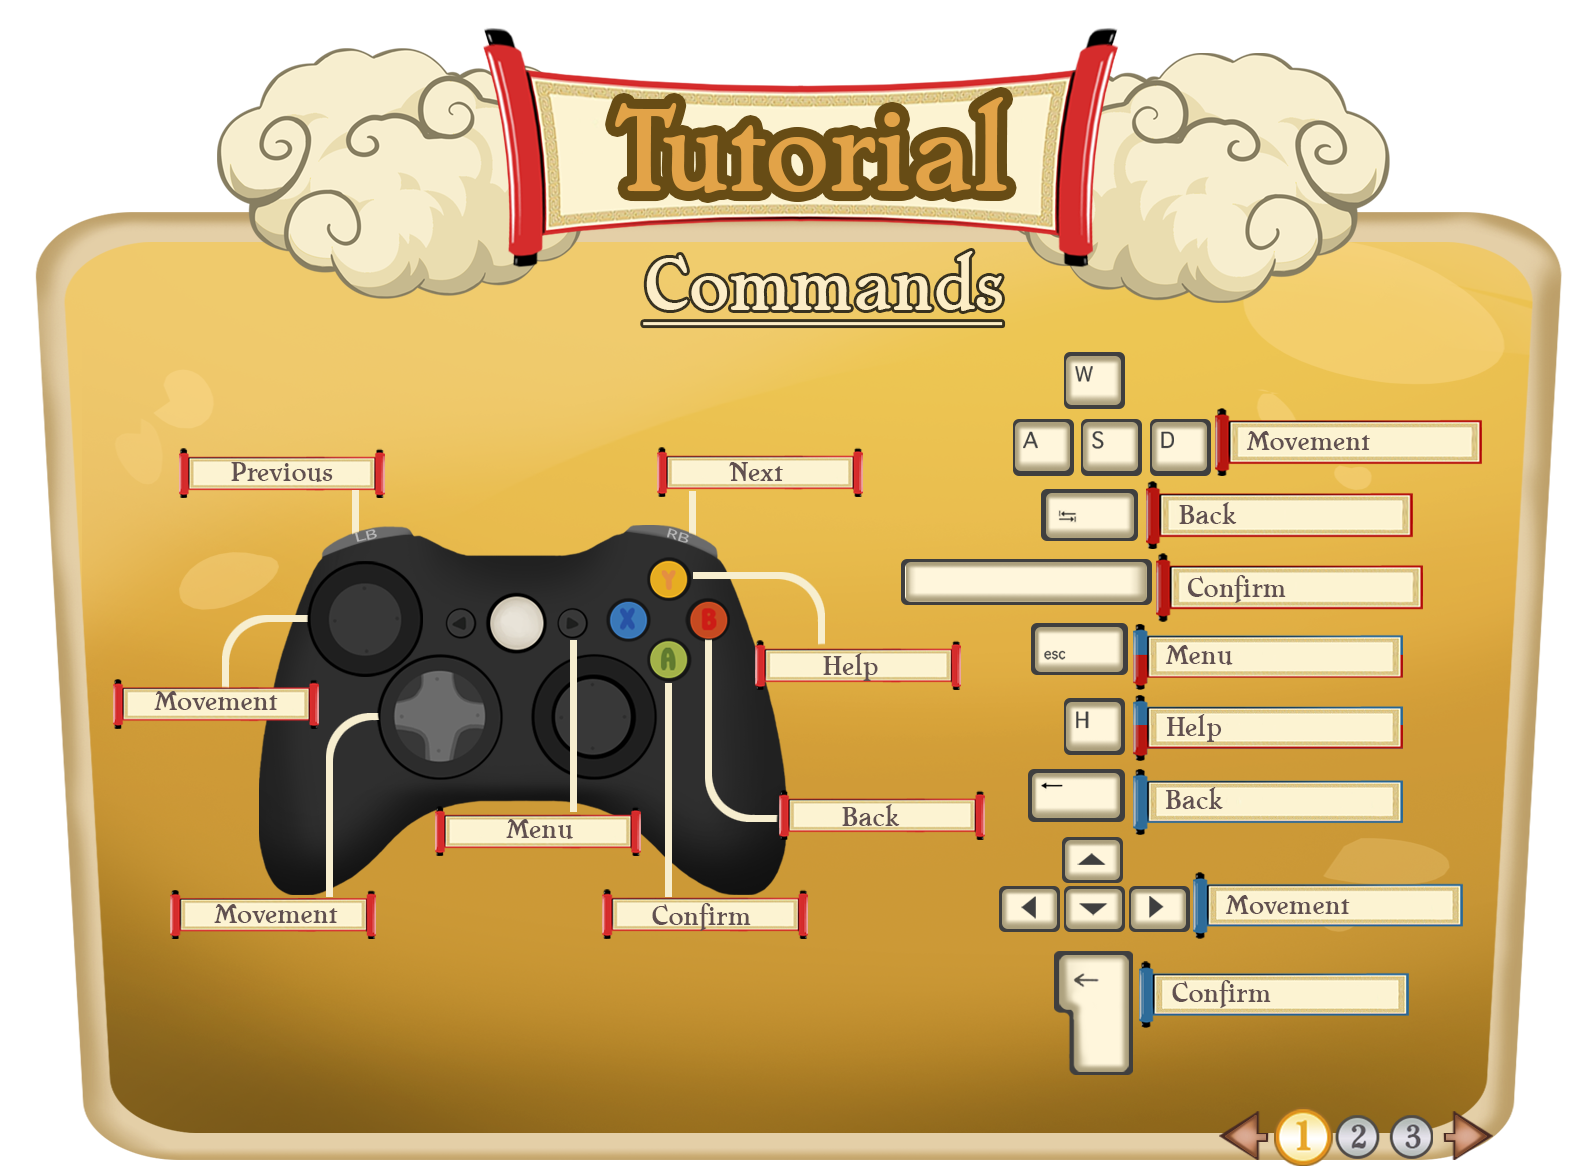 Tutorial
Commands
W
A S D Movement
Previous
Next
Back
LB
RB
Y
Confirm
X
B
A
esc Menu
Help
Movement
H Help
Back
Menu
Back
Movement
Movement
Confirm
Confirm
1 2 3